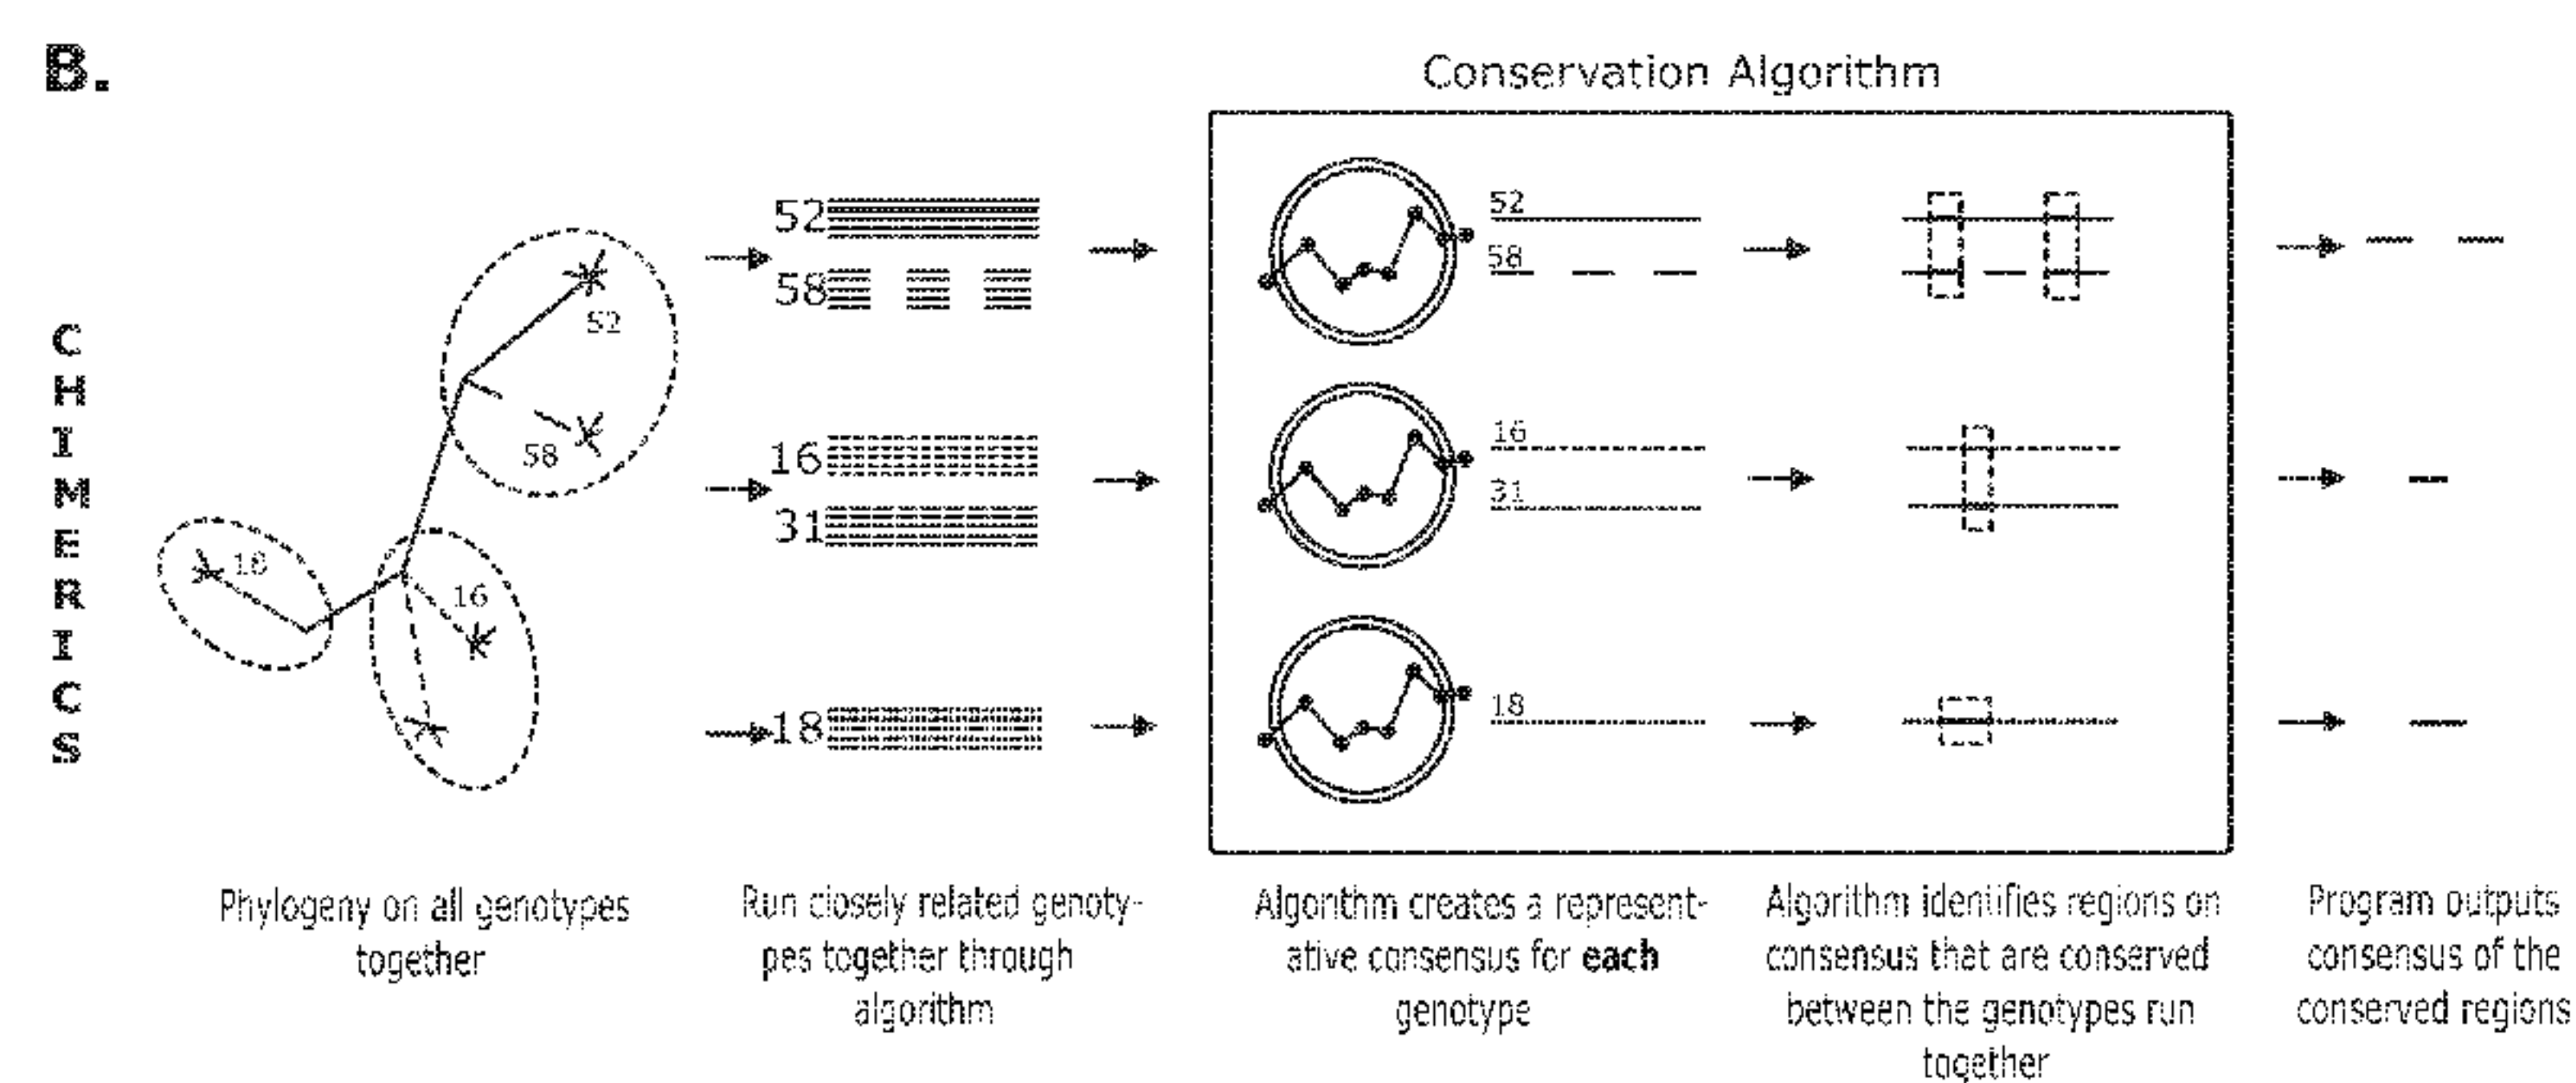 B.
Conservation Algorithm
CHIMERICS
52
58
18
16
52
58
16
31
18
52
58
16
31
18
Phylogeny on all genotypes
together
Run closely related genoty-
pes together through
algorithm
Algorithm creates a represent-
ative consensus for each
genotype
Algorithm identifies regions on
consensus that are conserved
between the genotypes run
together
Program outputs
consensus of the
conserved regions